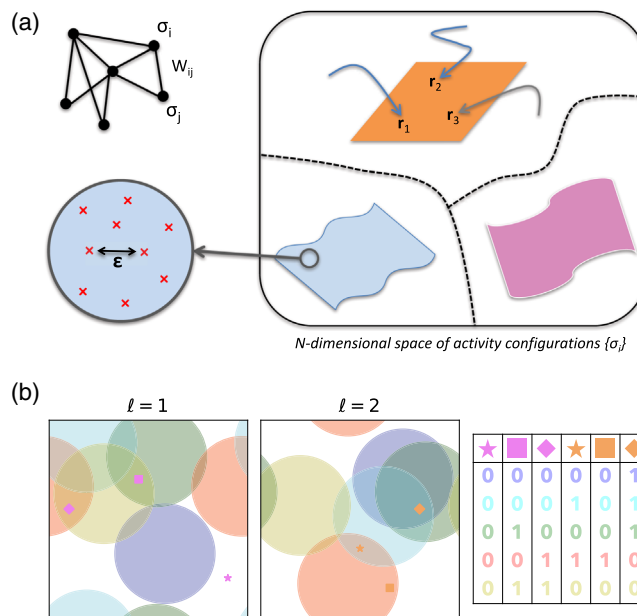 (a)
σi
Wij
σj
r2
r1
r3
ε
N-dimensional space of activity configurations {σi}
(b)
ℓ = 1
ℓ = 2
0 0 0 0 0 1
0 0 0 1 0 1
0 1 0 0 0 1
0 0 1 1 1 0
0 1 1 0 0 0